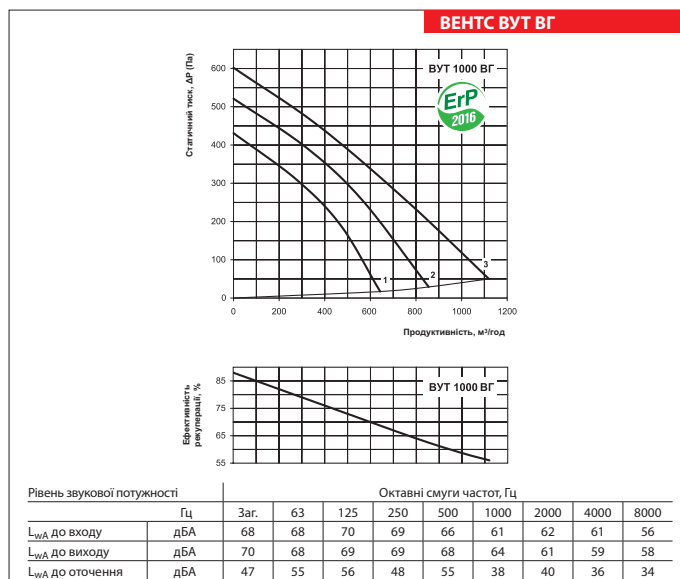 ВЕНТС ВУТ ВГ
Статичний тиск, ΔP (Па)
600
500
400
300
200
100
0
ВУТ 1000 ВГ
ErP
2016
1
2
3
0 200 400 600 800 1000 1200
Продуктивність, м³/год
Ефективність
рекуперації, %
85
75
65
55
ВУТ 1000 ВГ
Рівень звукової потужності Октавні смуги частот, Гц
Гц Заг. 63 125 250 500 1000 2000 4000 8000
LwA до входу дБА 68 68 70 69 66 61 62 61 56
LwA до виходу дБА 70 68 69 69 68 64 61 59 58
LwA до оточення дБА 47 55 56 48 55 38 40 36 34